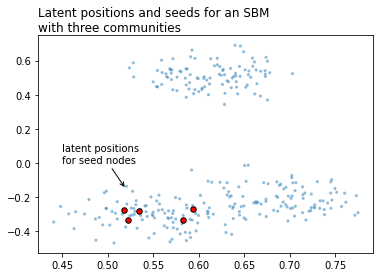 Latent positions and seeds for an SBM
with three communities
0.6
0.4
0.2
0.0
−0.2
−0.4
latent positions
for seed nodes
0.45 0.50 0.55 0.60 0.65 0.70 0.75